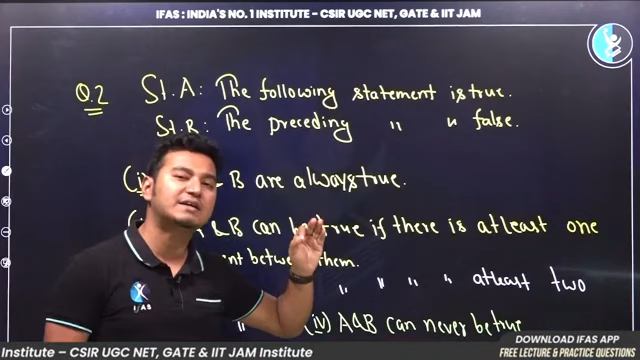 IFAS : INDIA'S NO. 1 INSTITUTE – CSIR UGC NET, GATE & IIT JAM
Q.2 St. A: The following statement is true.
St. B: The preceding " " false.
B are always true.
&B can be true if there is atleast one
between them.
" " " " atleast two
" (iv) A&B can never be true
IFAS
Institute – CSIR UGC NET, GATE & IIT JAM Institute
DOWNLOAD IFAS APP
FREE LECTURE & PRACTICE QUESTIONS